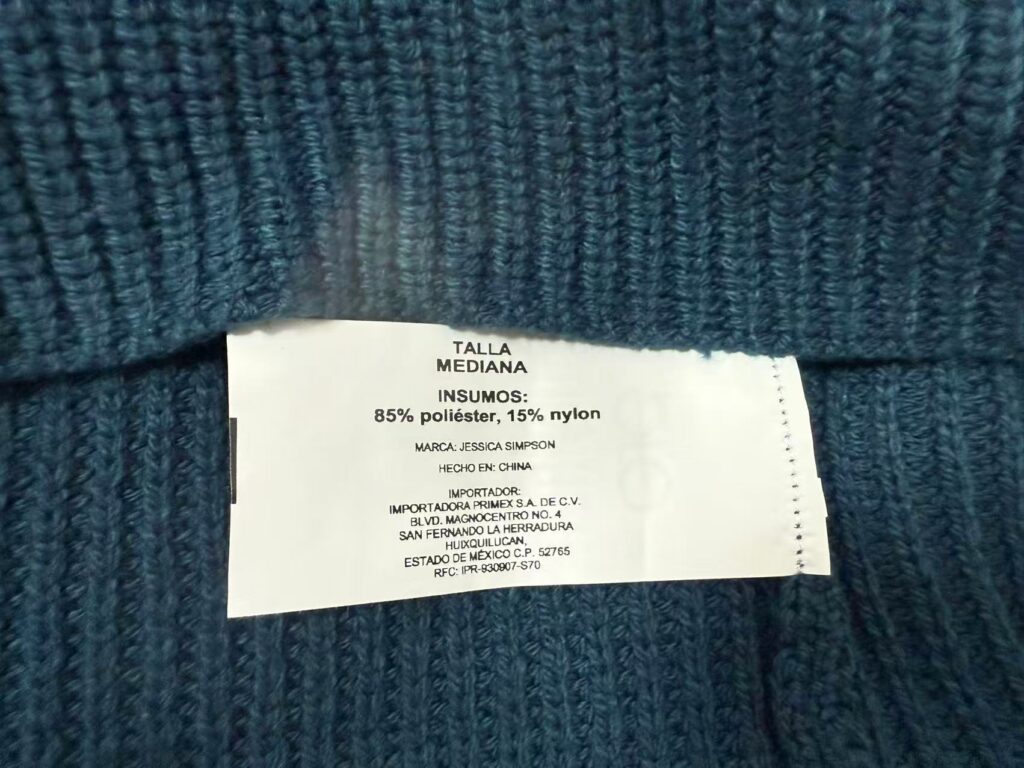 TALLA
MEDIANA
INSUMOS:
85% poliéster, 15% nylon
MARCA: JESSICA SIMPSON
HECHO EN: CHINA
IMPORTADOR:
IMPORTADORA PRIMEX S.A. DE C.V.
BLVD. MAGNOCENTRO NO. 4
SAN FERNANDO LA HERRADURA
HUIXQUILUCAN,
ESTADO DE MÉXICO C.P. 52765
RFC: IPR-930907-S70